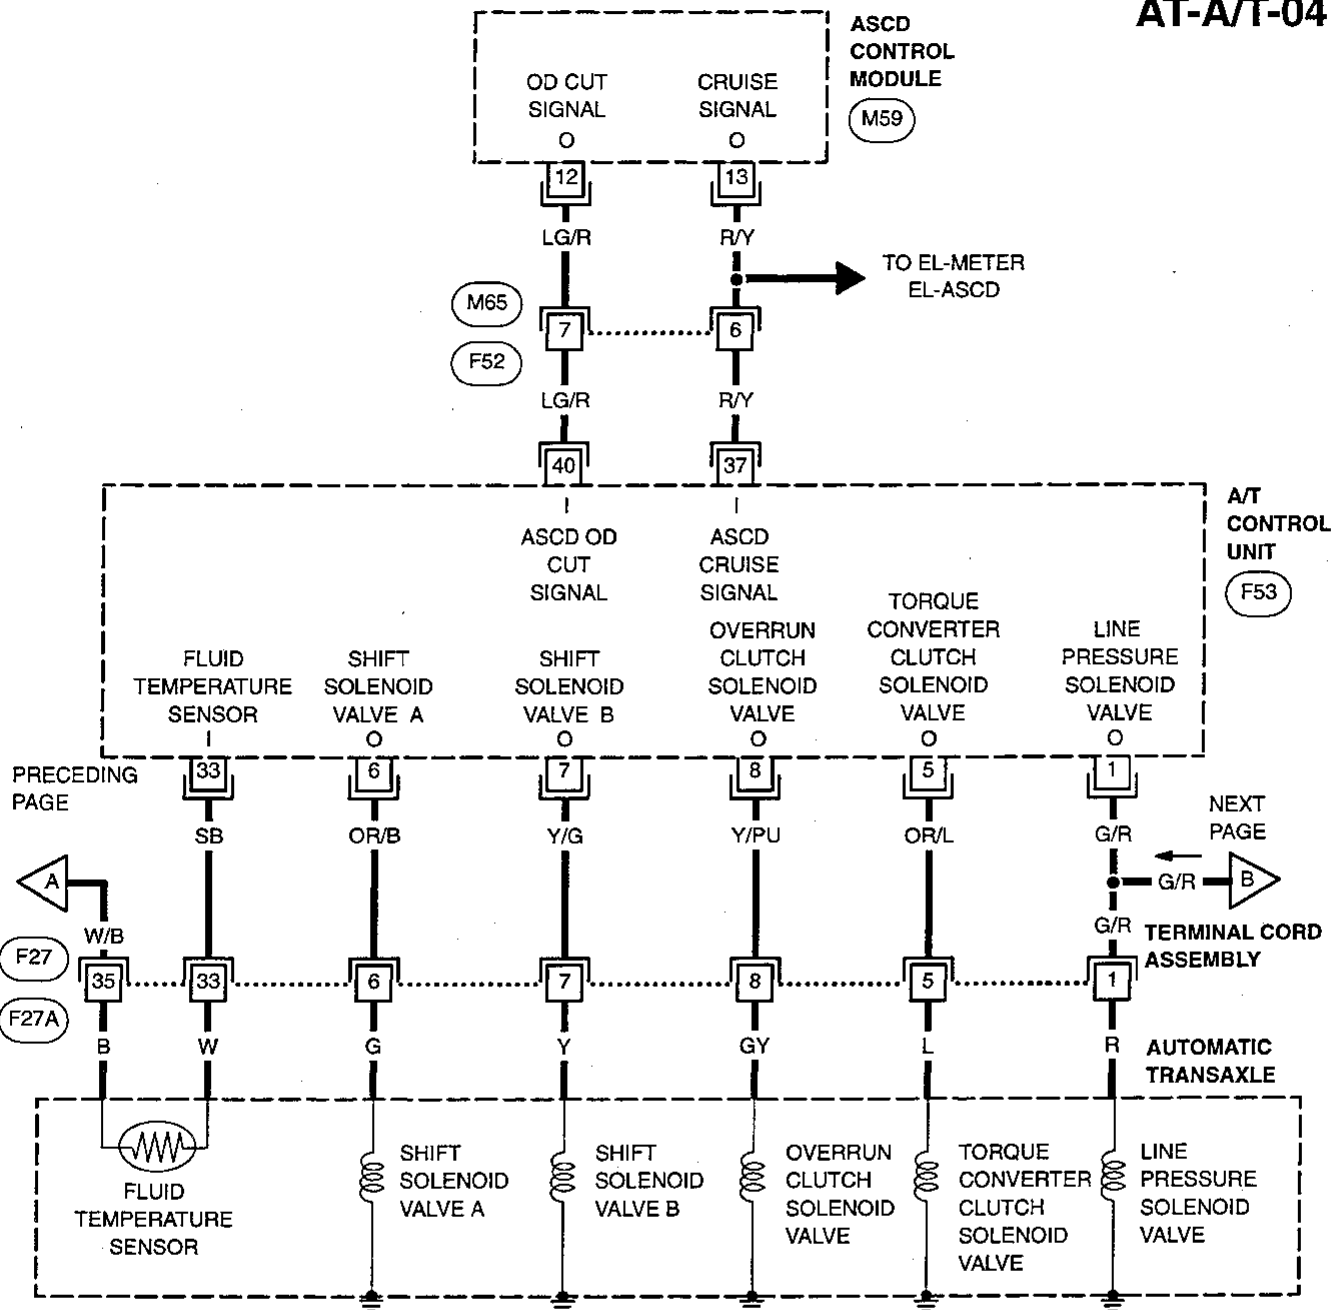 AT-A/T-04
ASCD
CONTROL
MODULE
M59
OD CUT
SIGNAL
CRUISE
SIGNAL
O
O
12
13
LG/R
R/Y
TO EL-METER
EL-ASCD
M65
7
6
F52
LG/R
R/Y
40
37
A/T
CONTROL
UNIT
F53
I
I
ASCD OD
CUT
SIGNAL
ASCD
CRUISE
SIGNAL
FLUID
TEMPERATURE
SENSOR
I
SHIFT
SOLENOID
VALVE A
O
SHIFT
SOLENOID
VALVE B
O
OVERRUN
CLUTCH
SOLENOID
VALVE
O
TORQUE
CONVERTER
CLUTCH
SOLENOID
VALVE
O
LINE
PRESSURE
SOLENOID
VALVE
O
PRECEDING
PAGE
33
6
7
8
5
1
NEXT
PAGE
SB
OR/B
Y/G
Y/PU
OR/L
G/R
A
G/R
B
W/B
G/R
TERMINAL CORD
ASSEMBLY
F27
35
33
6
7
8
5
1
F27A
B
W
G
Y
GY
L
R
AUTOMATIC
TRANSAXLE
FLUID
TEMPERATURE
SENSOR
SHIFT
SOLENOID
VALVE A
SHIFT
SOLENOID
VALVE B
OVERRUN
CLUTCH
SOLENOID
VALVE
TORQUE
CONVERTER
CLUTCH
SOLENOID
VALVE
LINE
PRESSURE
SOLENOID
VALVE